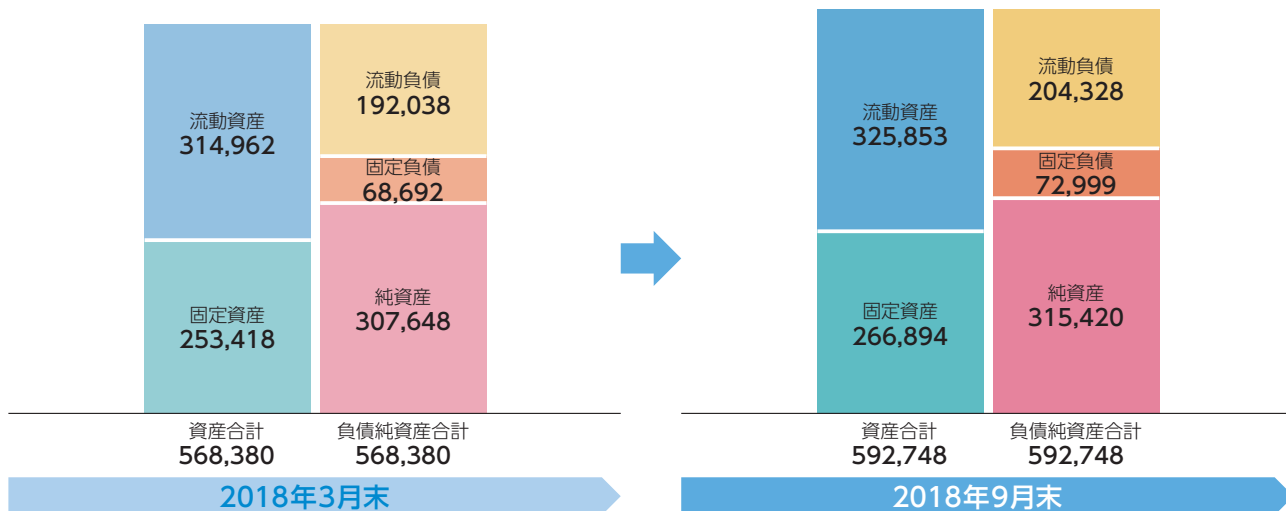 流動資産
314,962
固定資産
253,418
流動負債
192,038
固定負債
68,692
純資産
307,648
資産合計
568,380
負債純資産合計
568,380
2018年3月末
流動資産
325,853
固定資産
266,894
流動負債
204,328
固定負債
72,999
純資産
315,420
資産合計
592,748
負債純資産合計
592,748
2018年9月末